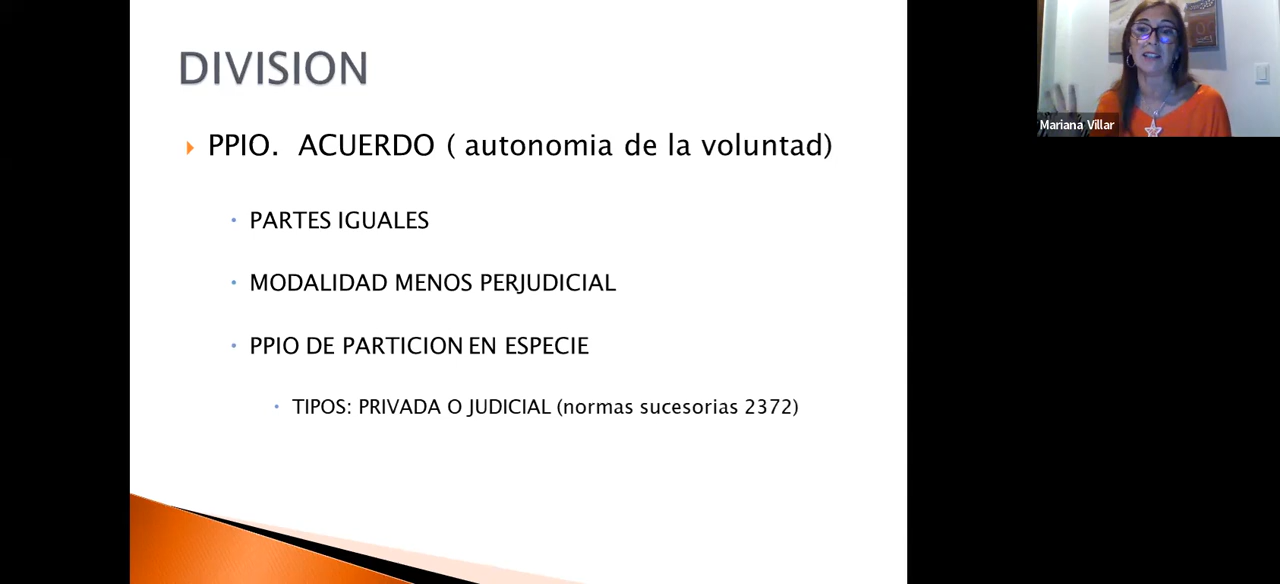 DIVISION
PPIO. ACUERDO ( autonomia de la voluntad)
PARTES IGUALES
MODALIDAD MENOS PERJUDICIAL
PPIO DE PARTICION EN ESPECIE
TIPOS: PRIVADA O JUDICIAL (normas sucesorias 2372)
Mariana Villar